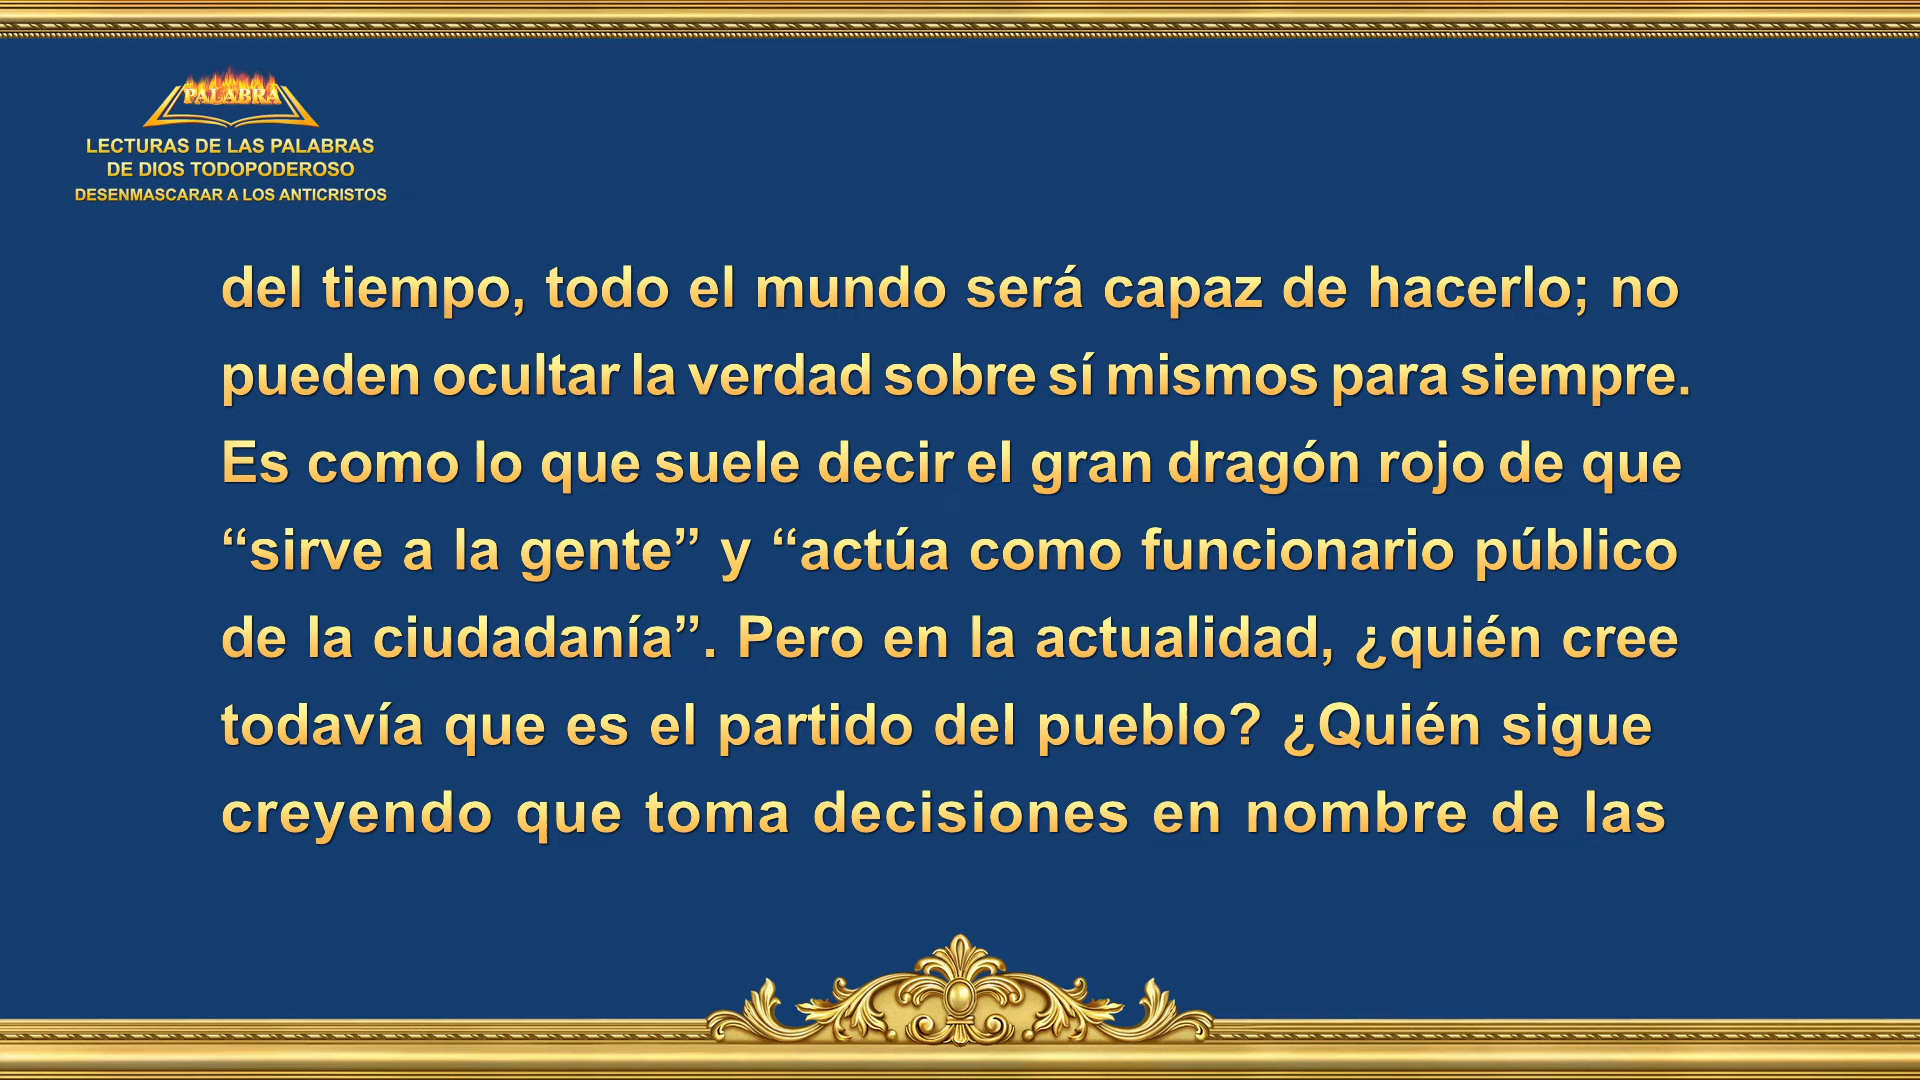 PALABRA
LECTURAS DE LAS PALABRAS
DE DIOS TODOPODEROSO
DESENMASCARAR A LOS ANTICRISTOS
del tiempo, todo el mundo será capaz de hacerlo; no
pueden ocultar la verdad sobre sí mismos para siempre.
Es como lo que suele decir el gran dragón rojo de que
“sirve a la gente” y “actúa como funcionario público
de la ciudadanía”. Pero en la actualidad, ¿quién cree
todavía que es el partido del pueblo? ¿Quién sigue
creyendo que toma decisiones en nombre de las